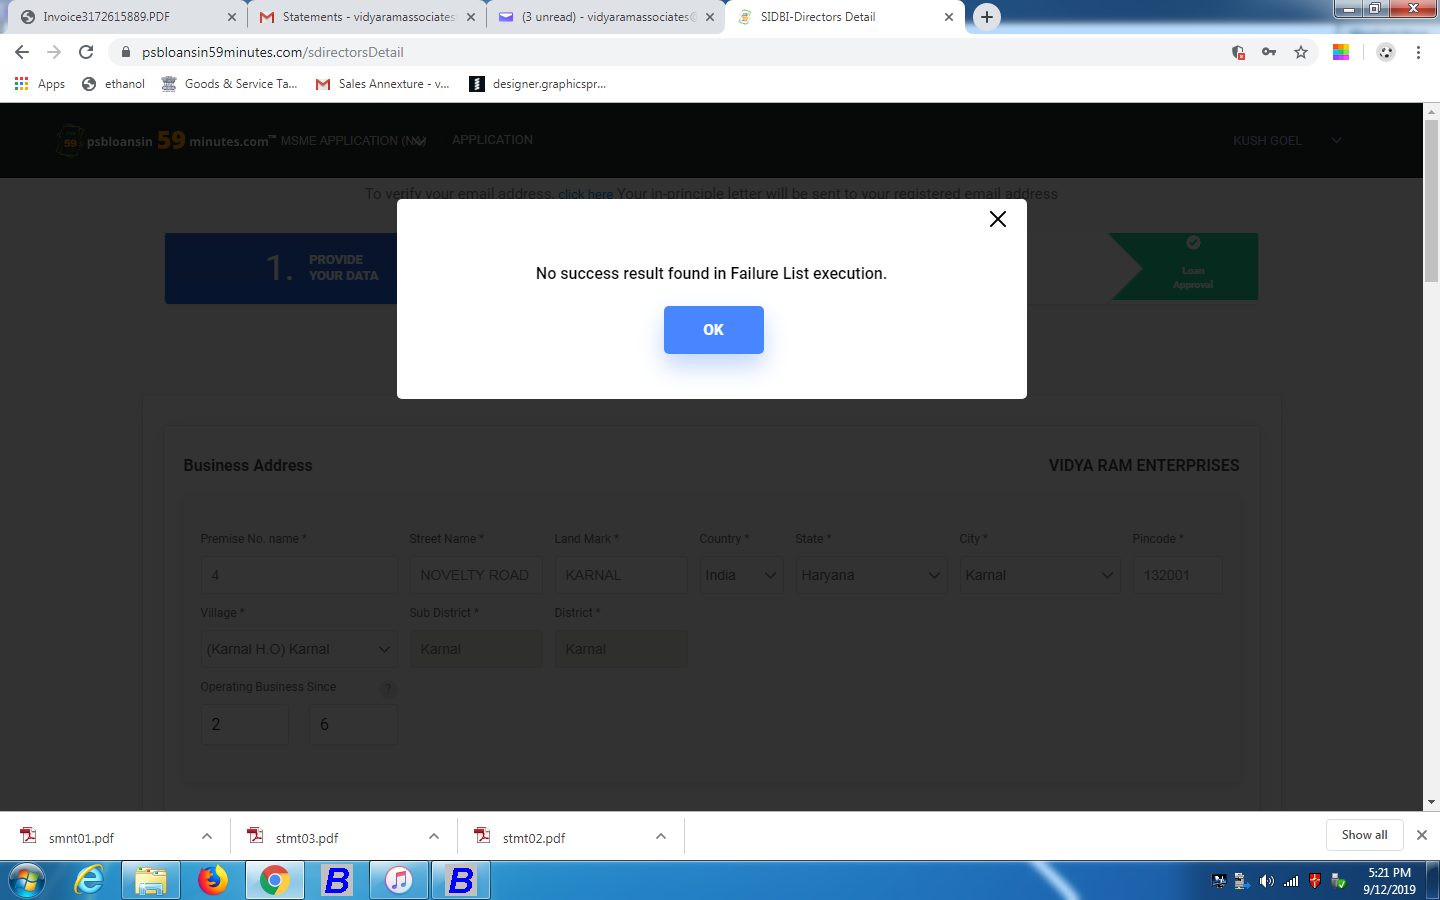 Invoice3172615889.PDF
Statements - vidyaramassociates
(3 unread) - vidyaramassociates@
SIDBI-Directors Detail
psbloansin59minutes.com/sdirectorsDetail
Apps
ethanol
Goods & Service Ta...
Sales Annexture - v...
designer.graphicspr...
59 psbloansin 59 minutes.com™ MSME APPLICATION (N
APPLICATION
KUSH GOEL
To verify your email address, click here Your in-principle letter will be sent to your registered email address
1. PROVIDE
YOUR DATA
Loan
Approval
No success result found in Failure List execution.
OK
Business Address
VIDYA RAM ENTERPRISES
Premise No. name * Street Name * Land Mark * Country * State * City * Pincode *
4 NOVELTY ROAD KARNAL India Haryana Karnal 132001
Village * Sub District * District *
(Karnal H.O) Karnal Karnal Karnal
Operating Business Since ?
2 6
smnt01.pdf
stmt03.pdf
stmt02.pdf
Show all
B
B
5:21 PM
9/12/2019